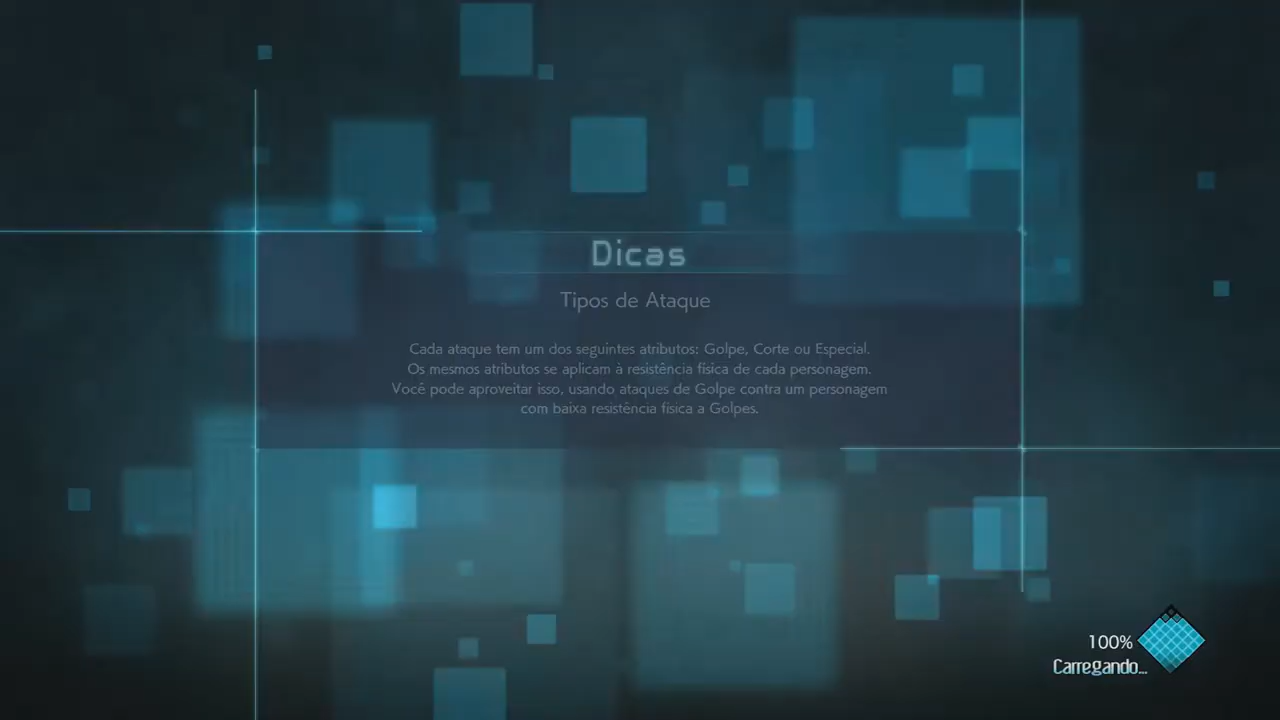 Dicas
Tipos de Ataque
Cada ataque tem um dos seguintes atributos: Golpe, Corte ou Especial.
Os mesmos atributos se aplicam à resistência física de cada personagem.
Você pode aproveitar isso, usando ataques de Golpe contra um personagem
com baixa resistência física a Golpes.
100%
Carregando...